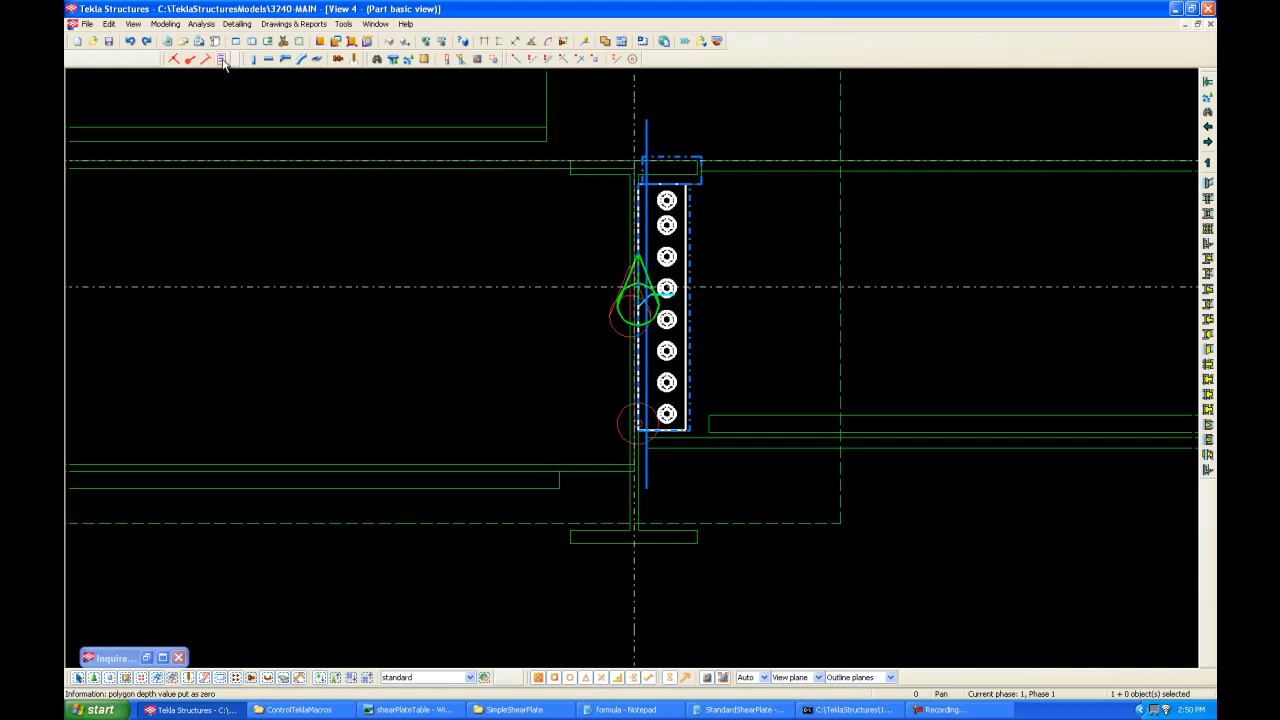 Tekla Structures - C:\TeklaStructuresModels\3240-MAIN - [View 4 - (Part basic view)]
File Edit View Modeling Analysis Detailing Drawings & Reports Tools Window Help
Inquire...
standard Auto View plane Outline planes
Information: polygon depth value put as zero 0 Pan Current phase: 1, Phase 1 1 + 0 object(s) selected
start Tekla Structures - C:\... ControlTeklaMacros shearPlateTable - Wi... SimpleShearPlate formula - Notepad StandardShearPlate -... C:\TeklaStructures\1... Recording... 2:50 PM